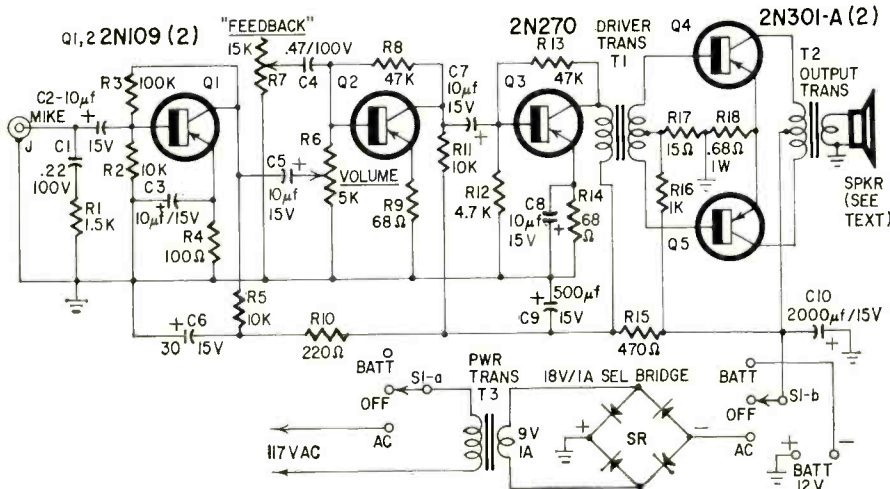 "FEEDBACK"
Q1,2 2N109 (2)
15K
R7
.47/100V
C4
R8
47K
Q2
C7
10µf
15V
2N270
Q3
R13
47K
DRIVER
TRANS
T1
Q4
2N301-A (2)
T2
OUTPUT
TRANS
R3
100K
Q1
C2-10µf
MIKE
J
15V
C1
.22
100V
R1
1.5K
R2
10K
C3
10µf/15V
R4
100Ω
C5
10µf
15V
R6
VOLUME
5K
R9
68Ω
R11
10K
R12
4.7 K
C8
10µf
15V
R14
68
Ω
R17
15Ω
R18
.68Ω
1W
R16
1K
Q5
SPKR
(SEE
TEXT)
R5
10K
C6
30
15V
R10
220Ω
500µf
C9
15V
R15
470Ω
C10
2000µf/15V
BATT
S1-a
OFF
AC
117VAC
PWR
TRANS
T3
9V
1A
18V/1A SEL BRIDGE
SR
BATT
OFF
S1-b
AC
BATT
12V